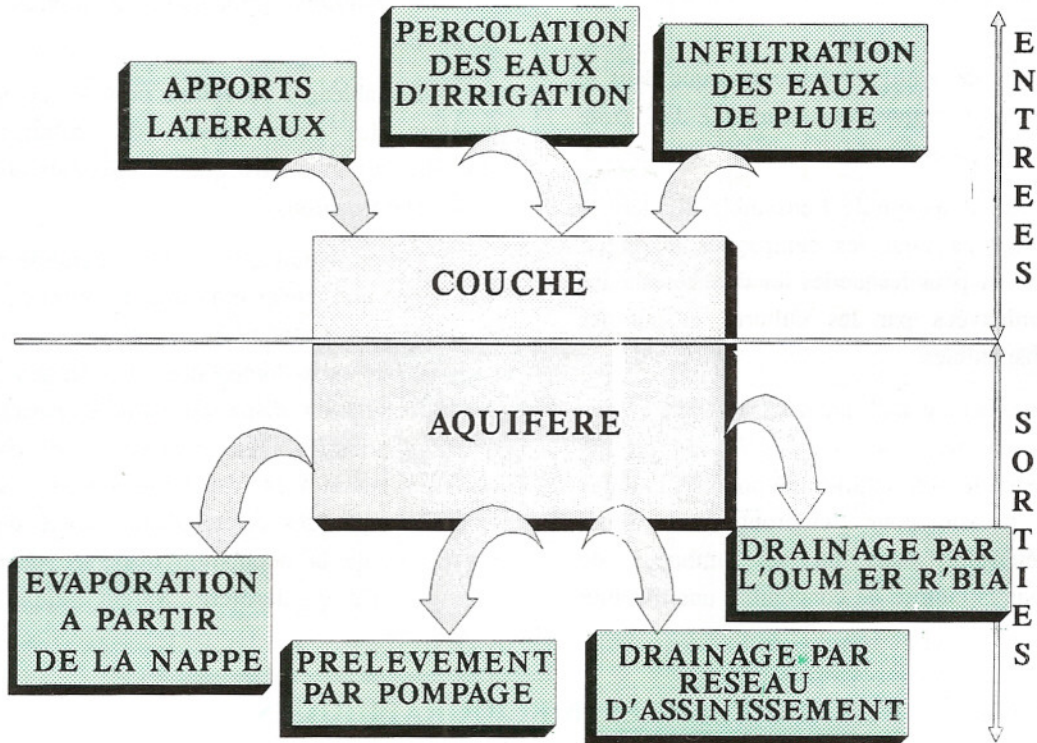 APPORTS
LATERAUX
PERCOLATION
DES EAUX
D'IRRIGATION
INFILTRATION
DES EAUX
DE PLUIE
ENTREES
COUCHE
AQUIFERE
SORTIES
EVAPORATION
A PARTIR
DE LA NAPPE
PRELEVEMENT
PAR POMPAGE
DRAINAGE PAR
RESEAU
D'ASSINISSEMENT
DRAINAGE PAR
L'OUM ER R'BIA